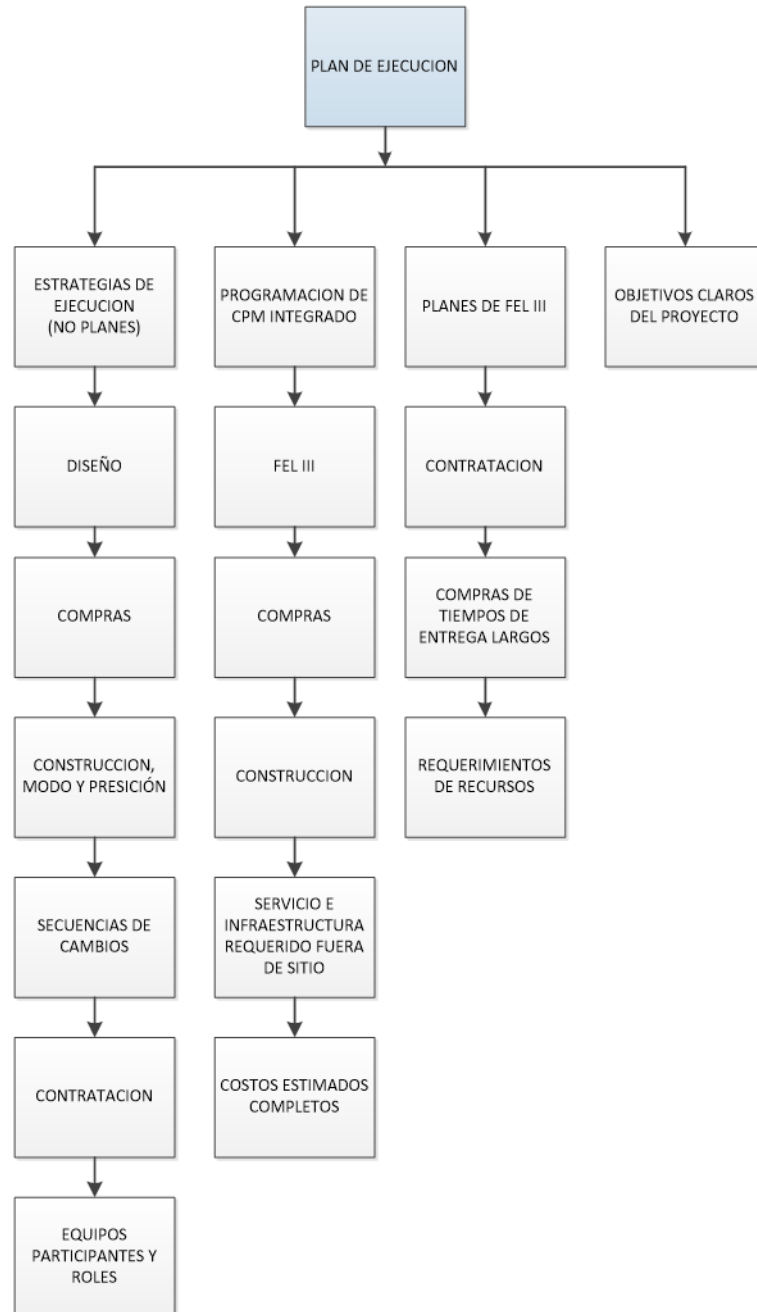 PLAN DE EJECUCION
ESTRATEGIAS DE
EJECUCION
(NO PLANES)
PROGRAMACION DE
CPM INTEGRADO
PLANES DE FEL III
OBJETIVOS CLAROS
DEL PROYECTO
DISEÑO
FEL III
CONTRATACION
COMPRAS
COMPRAS
COMPRAS DE
TIEMPOS DE
ENTREGA LARGOS
CONSTRUCCION,
MODO Y PRESICIÓN
CONSTRUCCION
REQUERIMIENTOS
DE RECURSOS
SECUENCIAS DE
CAMBIOS
SERVICIO E
INFRAESTRUCTURA
REQUERIDO FUERA
DE SITIO
CONTRATACION
COSTOS ESTIMADOS
COMPLETOS
EQUIPOS
PARTICIPANTES Y
ROLES